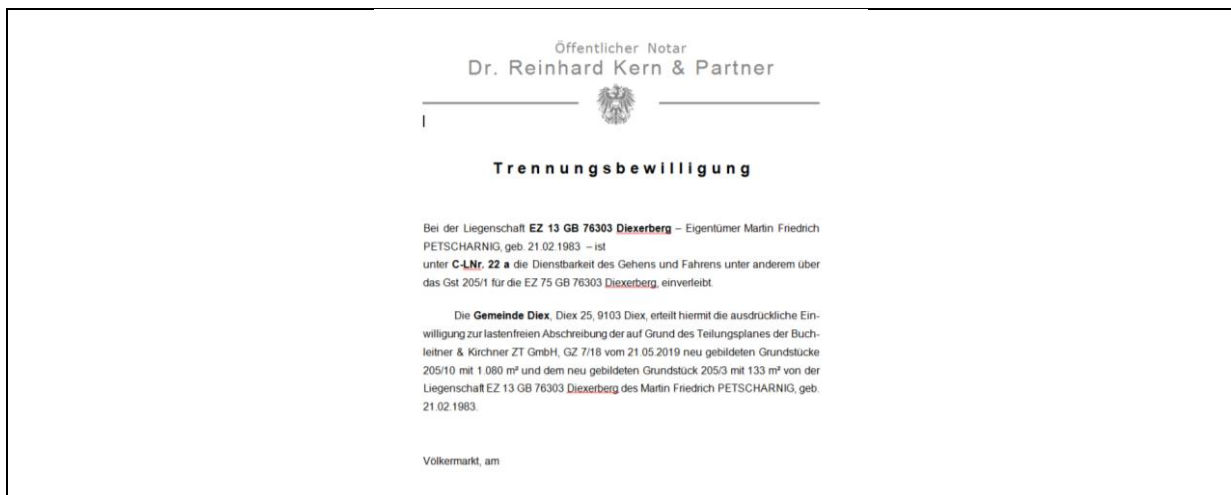 Öffentlicher Notar
Dr. Reinhard Kern & Partner
Trennungsbewilligung
Bei der Liegenschaft EZ 13 GB 76303 Diexerberg – Eigentümer Martin Friedrich
PETSCHARNIG, geb. 21.02.1983 – ist
unter C-LNr. 22 a die Dienstbarkeit des Gehens und Fahrens unter anderem über
das Gst 205/1 für die EZ 75 GB 76303 Diexerberg, einverleibt.
Die Gemeinde Diex, Diex 25, 9103 Diex, erteilt hiermit die ausdrückliche Ein-
willigung zur lastenfreien Abschreibung der auf Grund des Teilungsplanes der Buch-
leitner & Kirchner ZT GmbH, GZ 7/18 vom 21.05.2019 neu gebildeten Grundstücke
205/10 mit 1.080 m² und dem neu gebildeten Grundstück 205/3 mit 133 m² von der
Liegenschaft EZ 13 GB 76303 Diexerberg des Martin Friedrich PETSCHARNIG, geb.
21.02.1983.
Völkermarkt, am